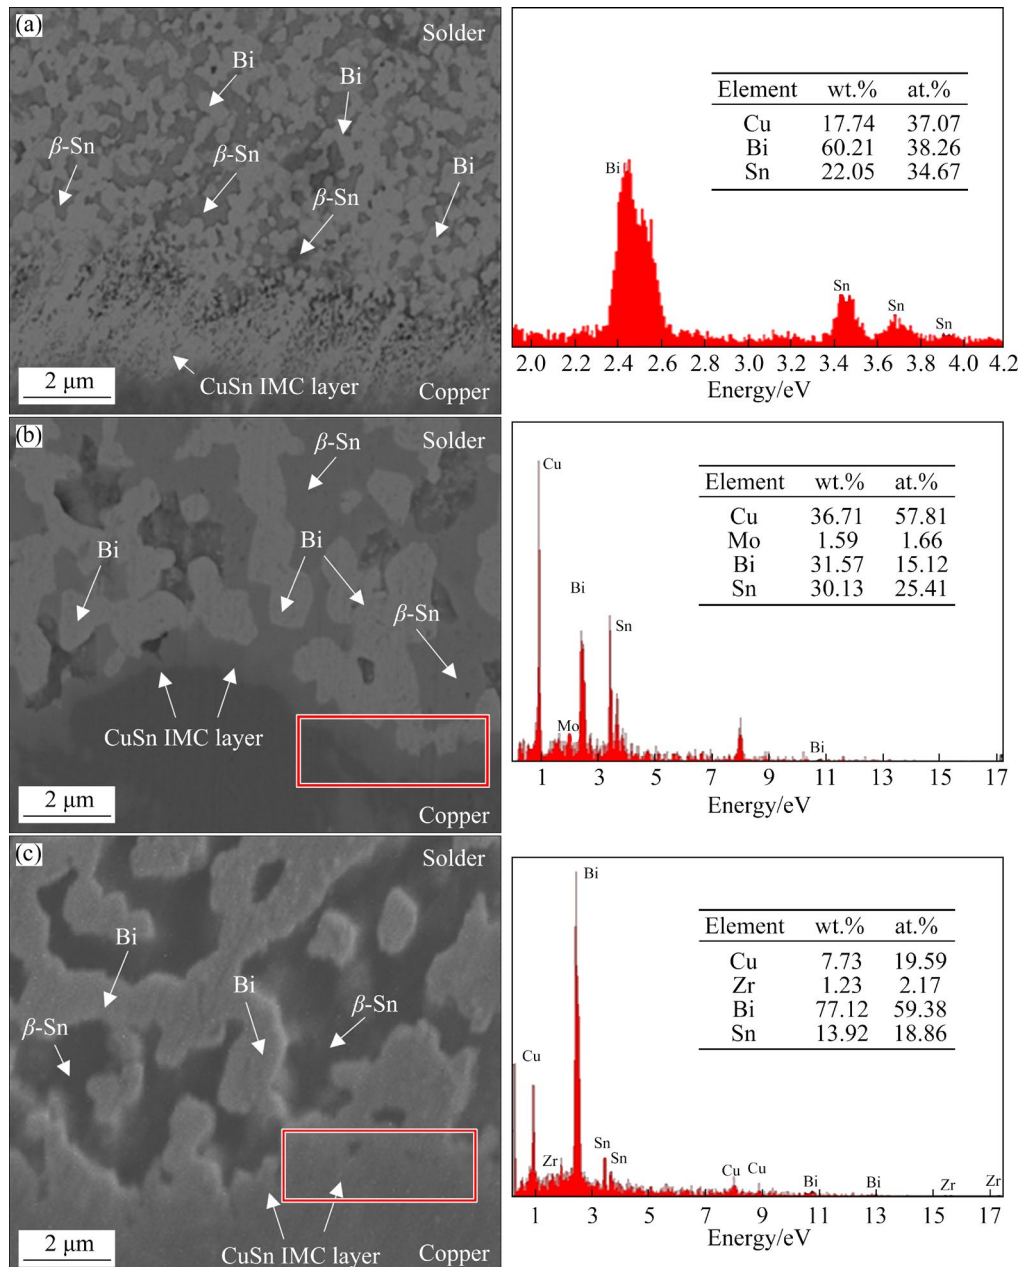 (a)
Solder
Bi
Bi
β-Sn
β-Sn
Bi
β-Sn
2 μm
CuSn IMC layer
Copper
Element wt.% at.%
Cu 17.74 37.07
Bi 60.21 38.26
Sn 22.05 34.67
Bi
Sn
Sn
Sn
2.0 2.2 2.4 2.6 2.8 3.0 3.2 3.4 3.6 3.8 4.0 4.2
Energy/eV
(b)
Solder
β-Sn
Bi
Bi
β-Sn
CuSn IMC layer
2 μm
Copper
Cu
Element wt.% at.%
Cu 36.71 57.81
Mo 1.59 1.66
Bi 31.57 15.12
Sn 30.13 25.41
Bi
Sn
Mo
Bi
1 3 5 7 9 11 13 15 17
Energy/eV
(c)
Solder
Bi
Bi
β-Sn
β-Sn
2 μm
CuSn IMC layer
Copper
Bi
Element wt.% at.%
Cu 7.73 19.59
Zr 1.23 2.17
Bi 77.12 59.38
Sn 13.92 18.86
Cu
Sn
Sn
Zr
Cu
Cu
Bi
Bi
Zr
Zr
1 3 5 7 9 11 13 15 17
Energy/eV